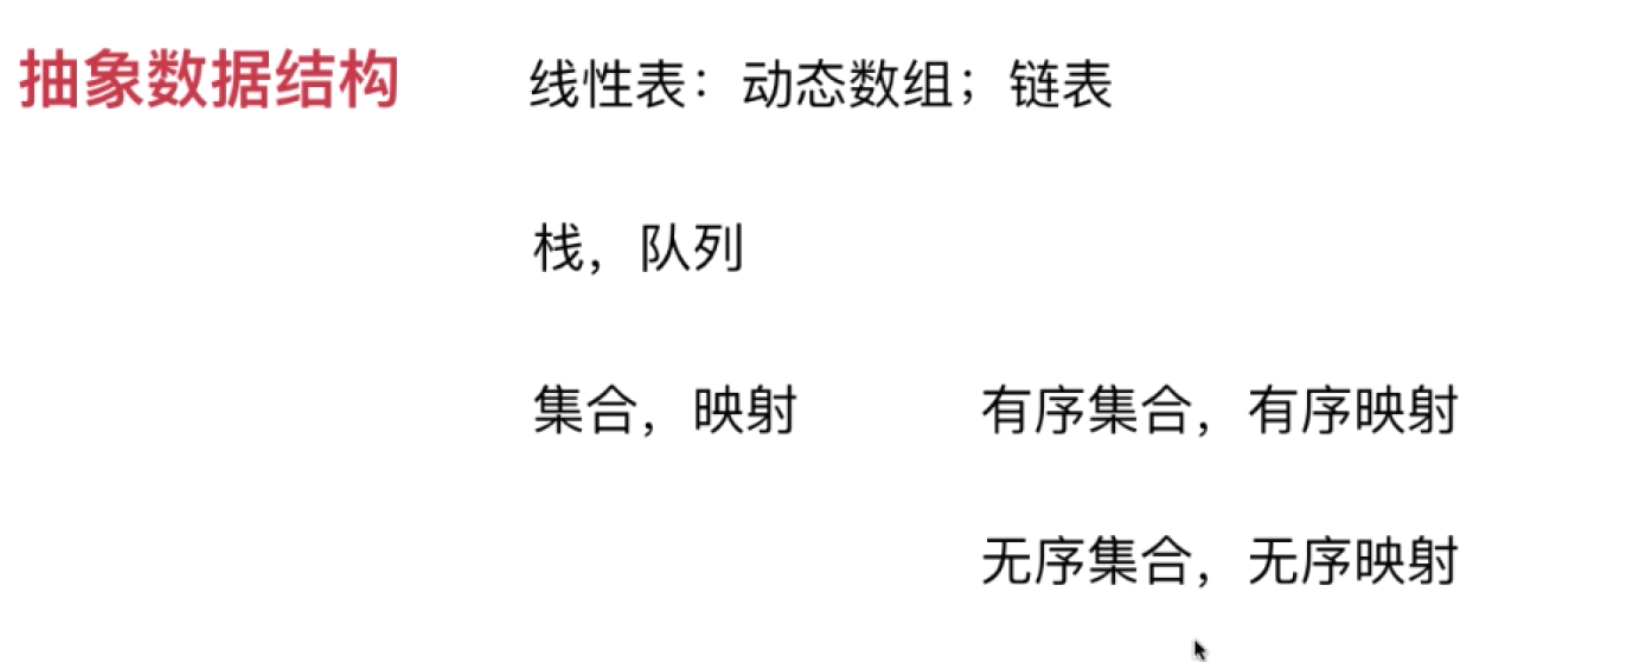 抽象数据结构 线性表：动态数组；链表
栈，队列
集合，映射 有序集合，有序映射
无序集合，无序映射